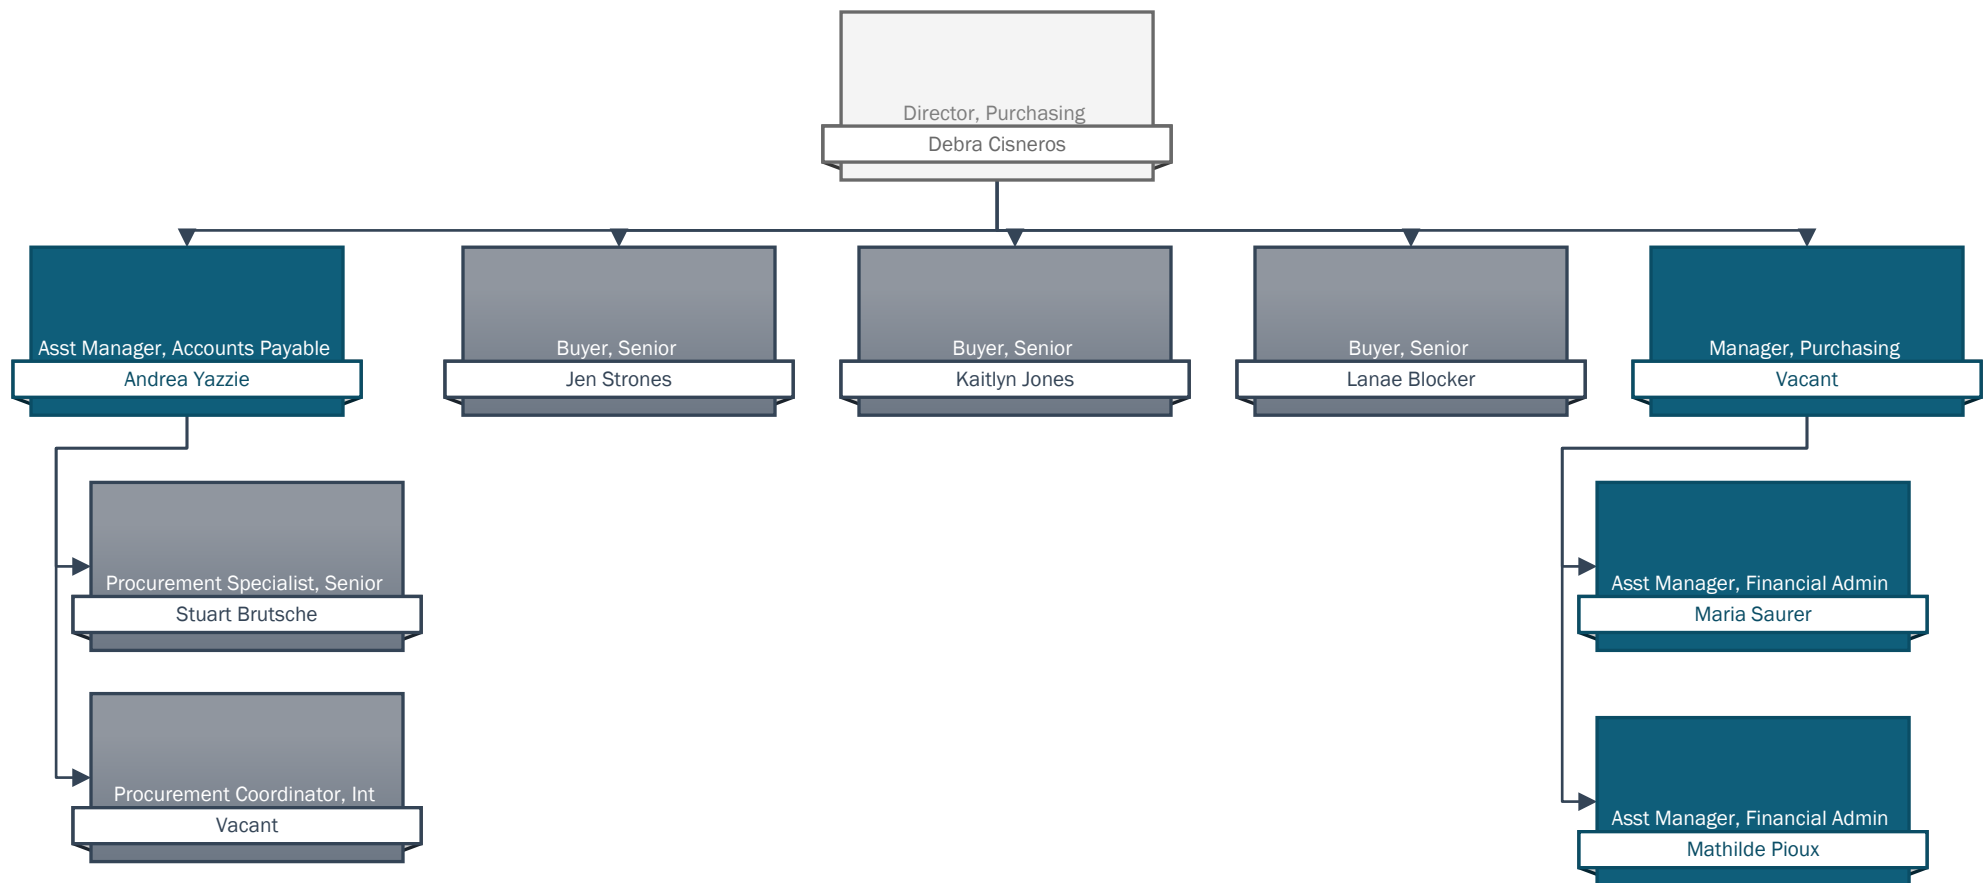 Director, Purchasing
Debra Cisneros
Asst Manager, Accounts Payable
Andrea Yazzie
Buyer, Senior
Jen Strones
Buyer, Senior
Kaitlyn Jones
Buyer, Senior
Lanae Blocker
Manager, Purchasing
Vacant
Procurement Specialist, Senior
Stuart Brutsche
Procurement Coordinator, Int
Vacant
Asst Manager, Financial Admin
Maria Saurer
Asst Manager, Financial Admin
Mathilde Pioux